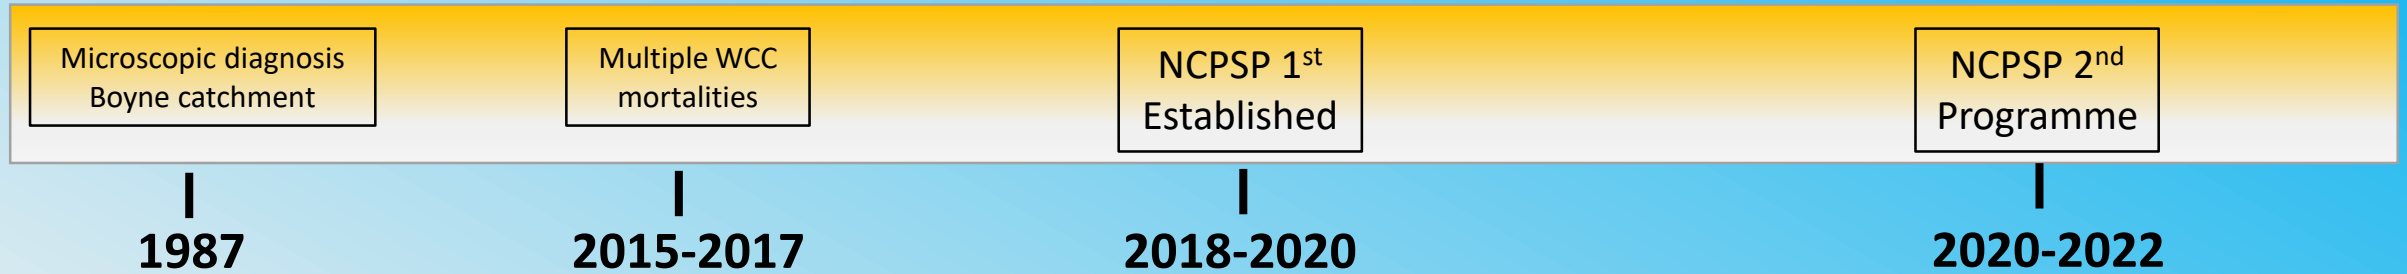 Microscopic diagnosis
Boyne catchment
Multiple WCC
mortalities
NCPSP 1st
Established
NCPSP 2nd
Programme
1987
2015-2017
2018-2020
2020-2022